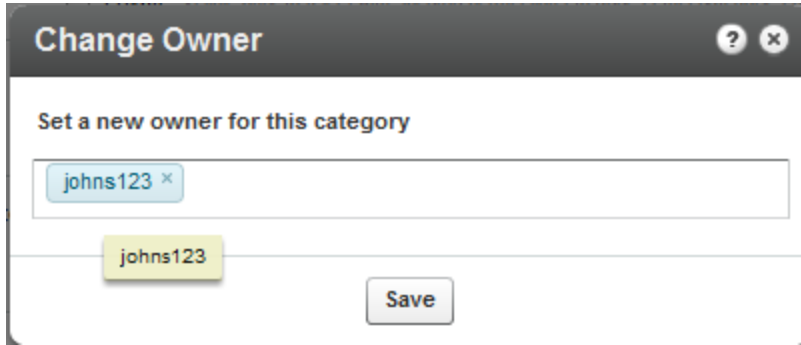 Change Owner ? ×
Set a new owner for this category
johns123 ×
johns123
Save